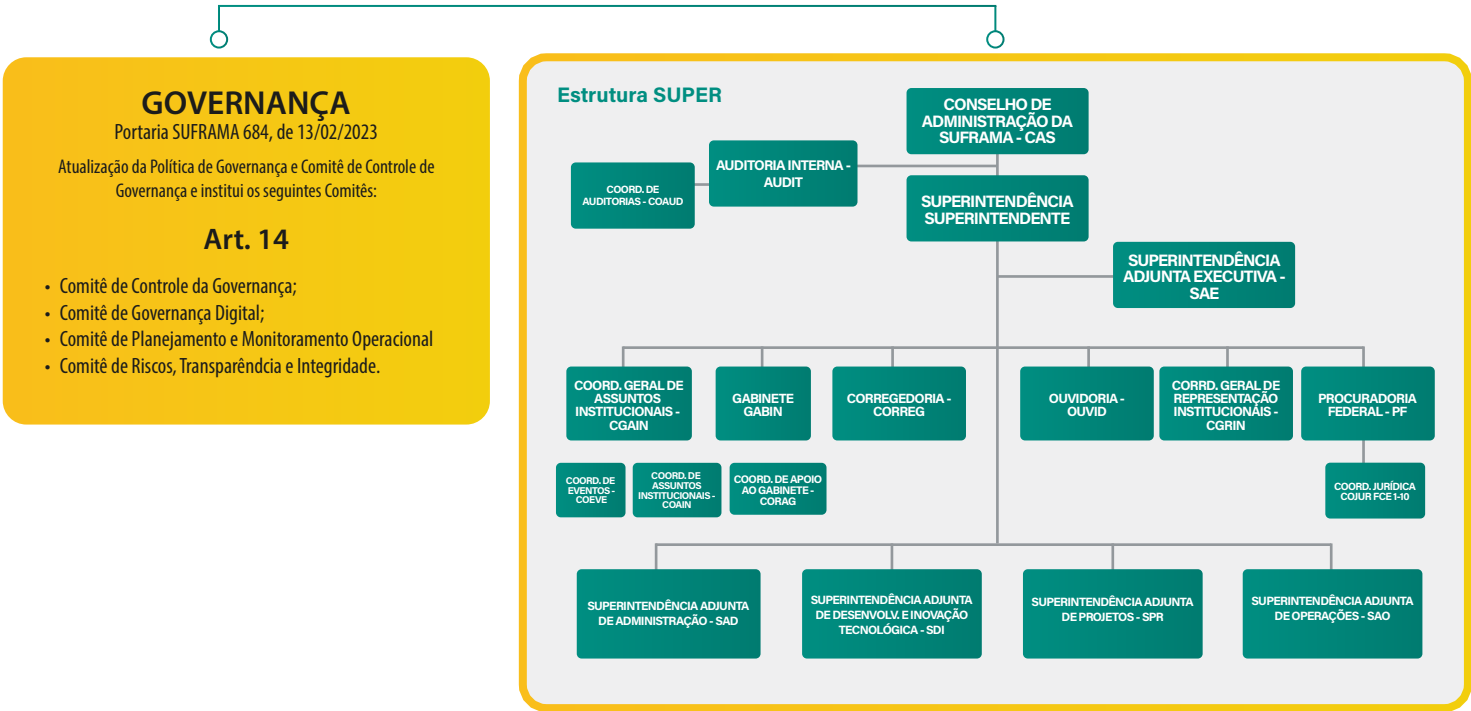 GOVERNANÇA
Portaria SUFRAMA 684, de 13/02/2023
Atualização da Política de Governança e Comitê de Controle de
Governança e institui os seguintes Comitês:
Art. 14
• Comitê de Controle da Governança;
• Comitê de Governança Digital;
• Comitê de Planejamento e Monitoramento Operacional
• Comitê de Riscos, Transparêndcia e Integridade.
Estrutura SUPER
CONSELHO DE
ADMINISTRAÇÃO DA
SUFRAMA - CAS
AUDITORIA INTERNA -
AUDIT
COORD. DE
AUDITORIAS - COAUD
SUPERINTENDÊNCIA
SUPERINTENDENTE
SUPERINTENDÊNCIA
ADJUNTA EXECUTIVA -
SAE
COORD. GERAL DE
ASSUNTOS
INSTITUCIONAIS -
CGAIN
GABINETE
GABIN
CORREGEDORIA -
CORREG
OUVIDORIA -
OUVID
CORRD. GERAL DE
REPRESENTAÇÃO
INSTITUCIONÁIS -
CGRIN
PROCURADORIA
FEDERAL - PF
COORD. DE
EVENTOS -
COEVE
COORD. DE
ASSUNTOS
INSTITUCIONAIS -
COAIN
COORD. DE APOIO
AO GABINETE -
CORAG
COORD. JURÍDICA
COJUR FCE 1-10
SUPERINTENDÊNCIA ADJUNTA
DE ADMINISTRAÇÃO - SAD
SUPERINTENDÊNCIA ADJUNTA
DE DESENVOLV. E INOVAÇÃO
TECNOLÓGICA - SDI
SUPERINTENDÊNCIA ADJUNTA
DE PROJETOS - SPR
SUPERINTENDÊNCIA ADJUNTA
DE OPERAÇÕES - SAO